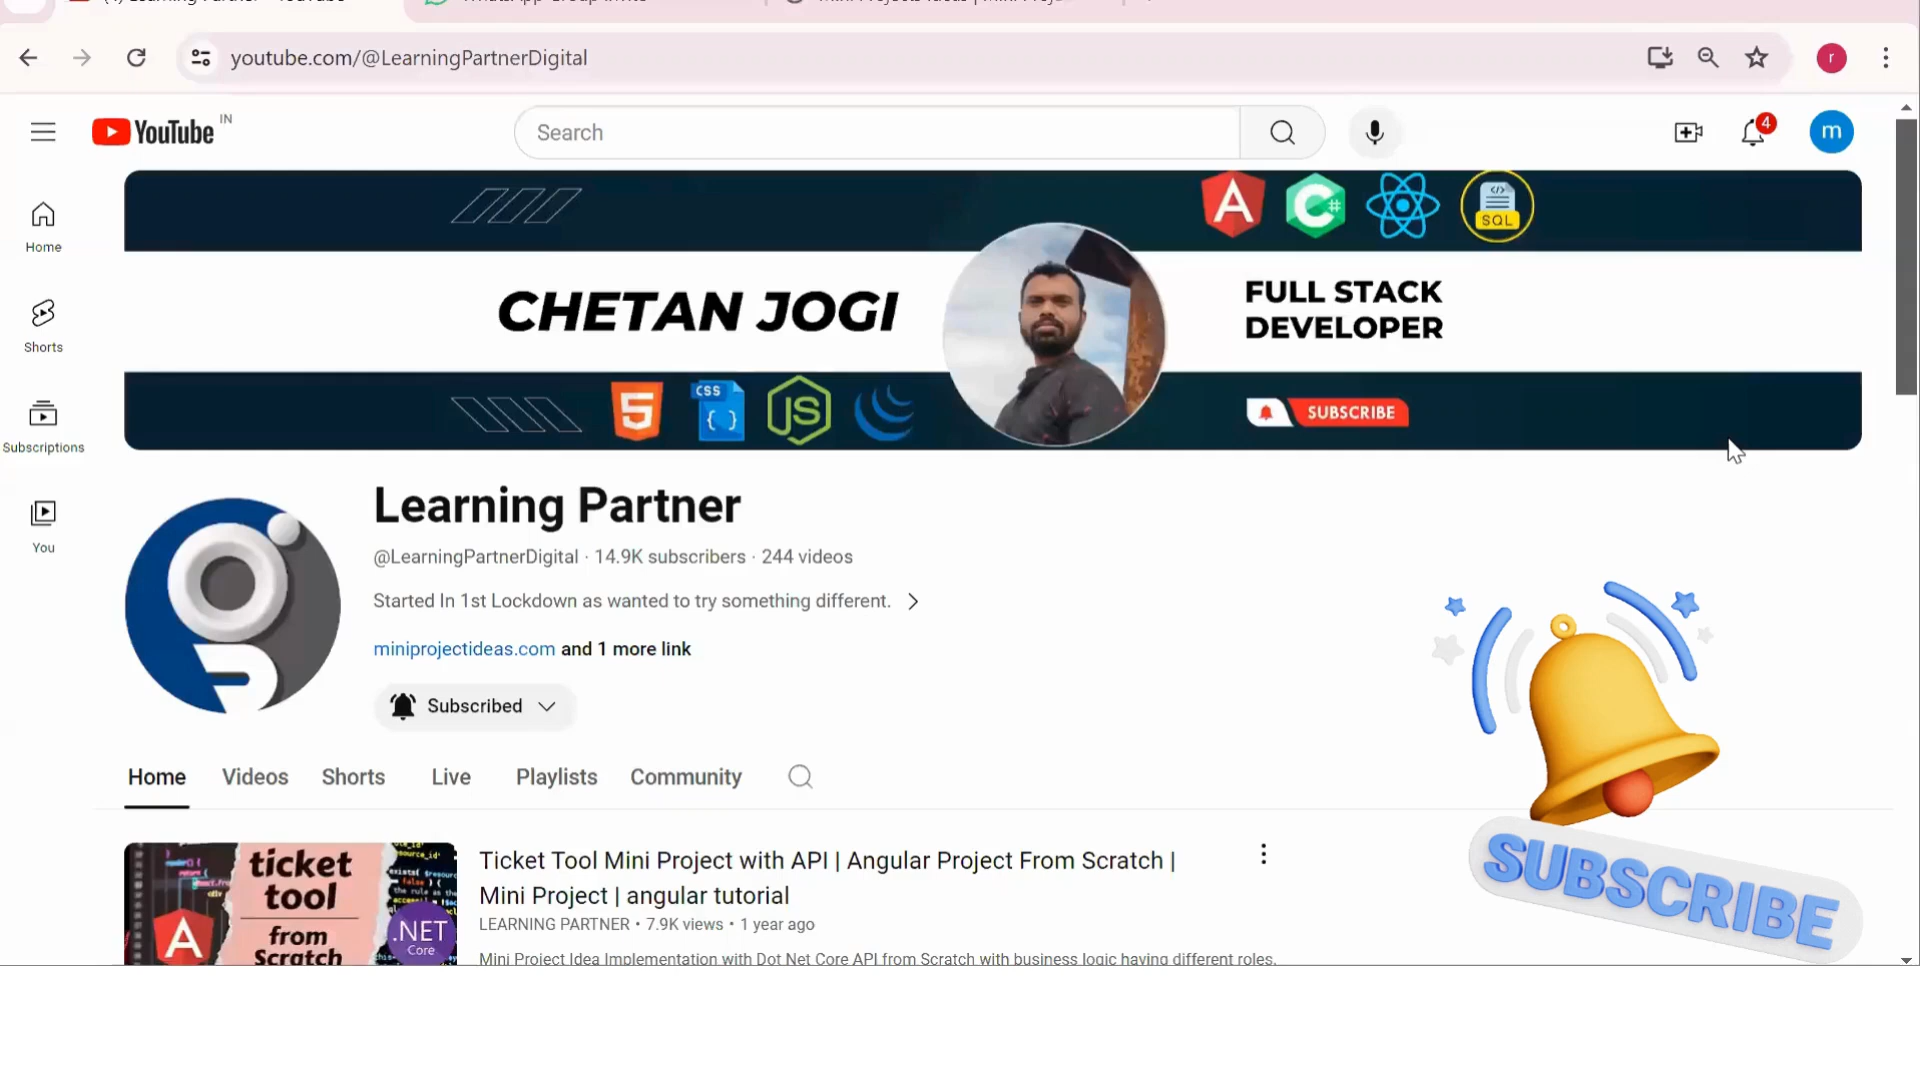 youtube.com/@LearningPartnerDigital
r
YouTube IN
Search
4
m
Home
Shorts
Subscriptions
You
SQL
CHETAN JOGI
FULL STACK
DEVELOPER
CSS
SUBSCRIBE
Learning Partner
@LearningPartnerDigital · 14.9K subscribers · 244 videos
Started In 1st Lockdown as wanted to try something different.
miniprojectideas.com and 1 more link
Subscribed
Home Videos Shorts Live Playlists Community
ticket
tool
from
Scratch
.NET
Core
Ticket Tool Mini Project with API | Angular Project From Scratch |
Mini Project | angular tutorial
LEARNING PARTNER • 7.9K views • 1 year ago
Mini Project Idea Implementation with Dot Net Core API from Scratch with business logic having different roles.
SUBSCRIBE